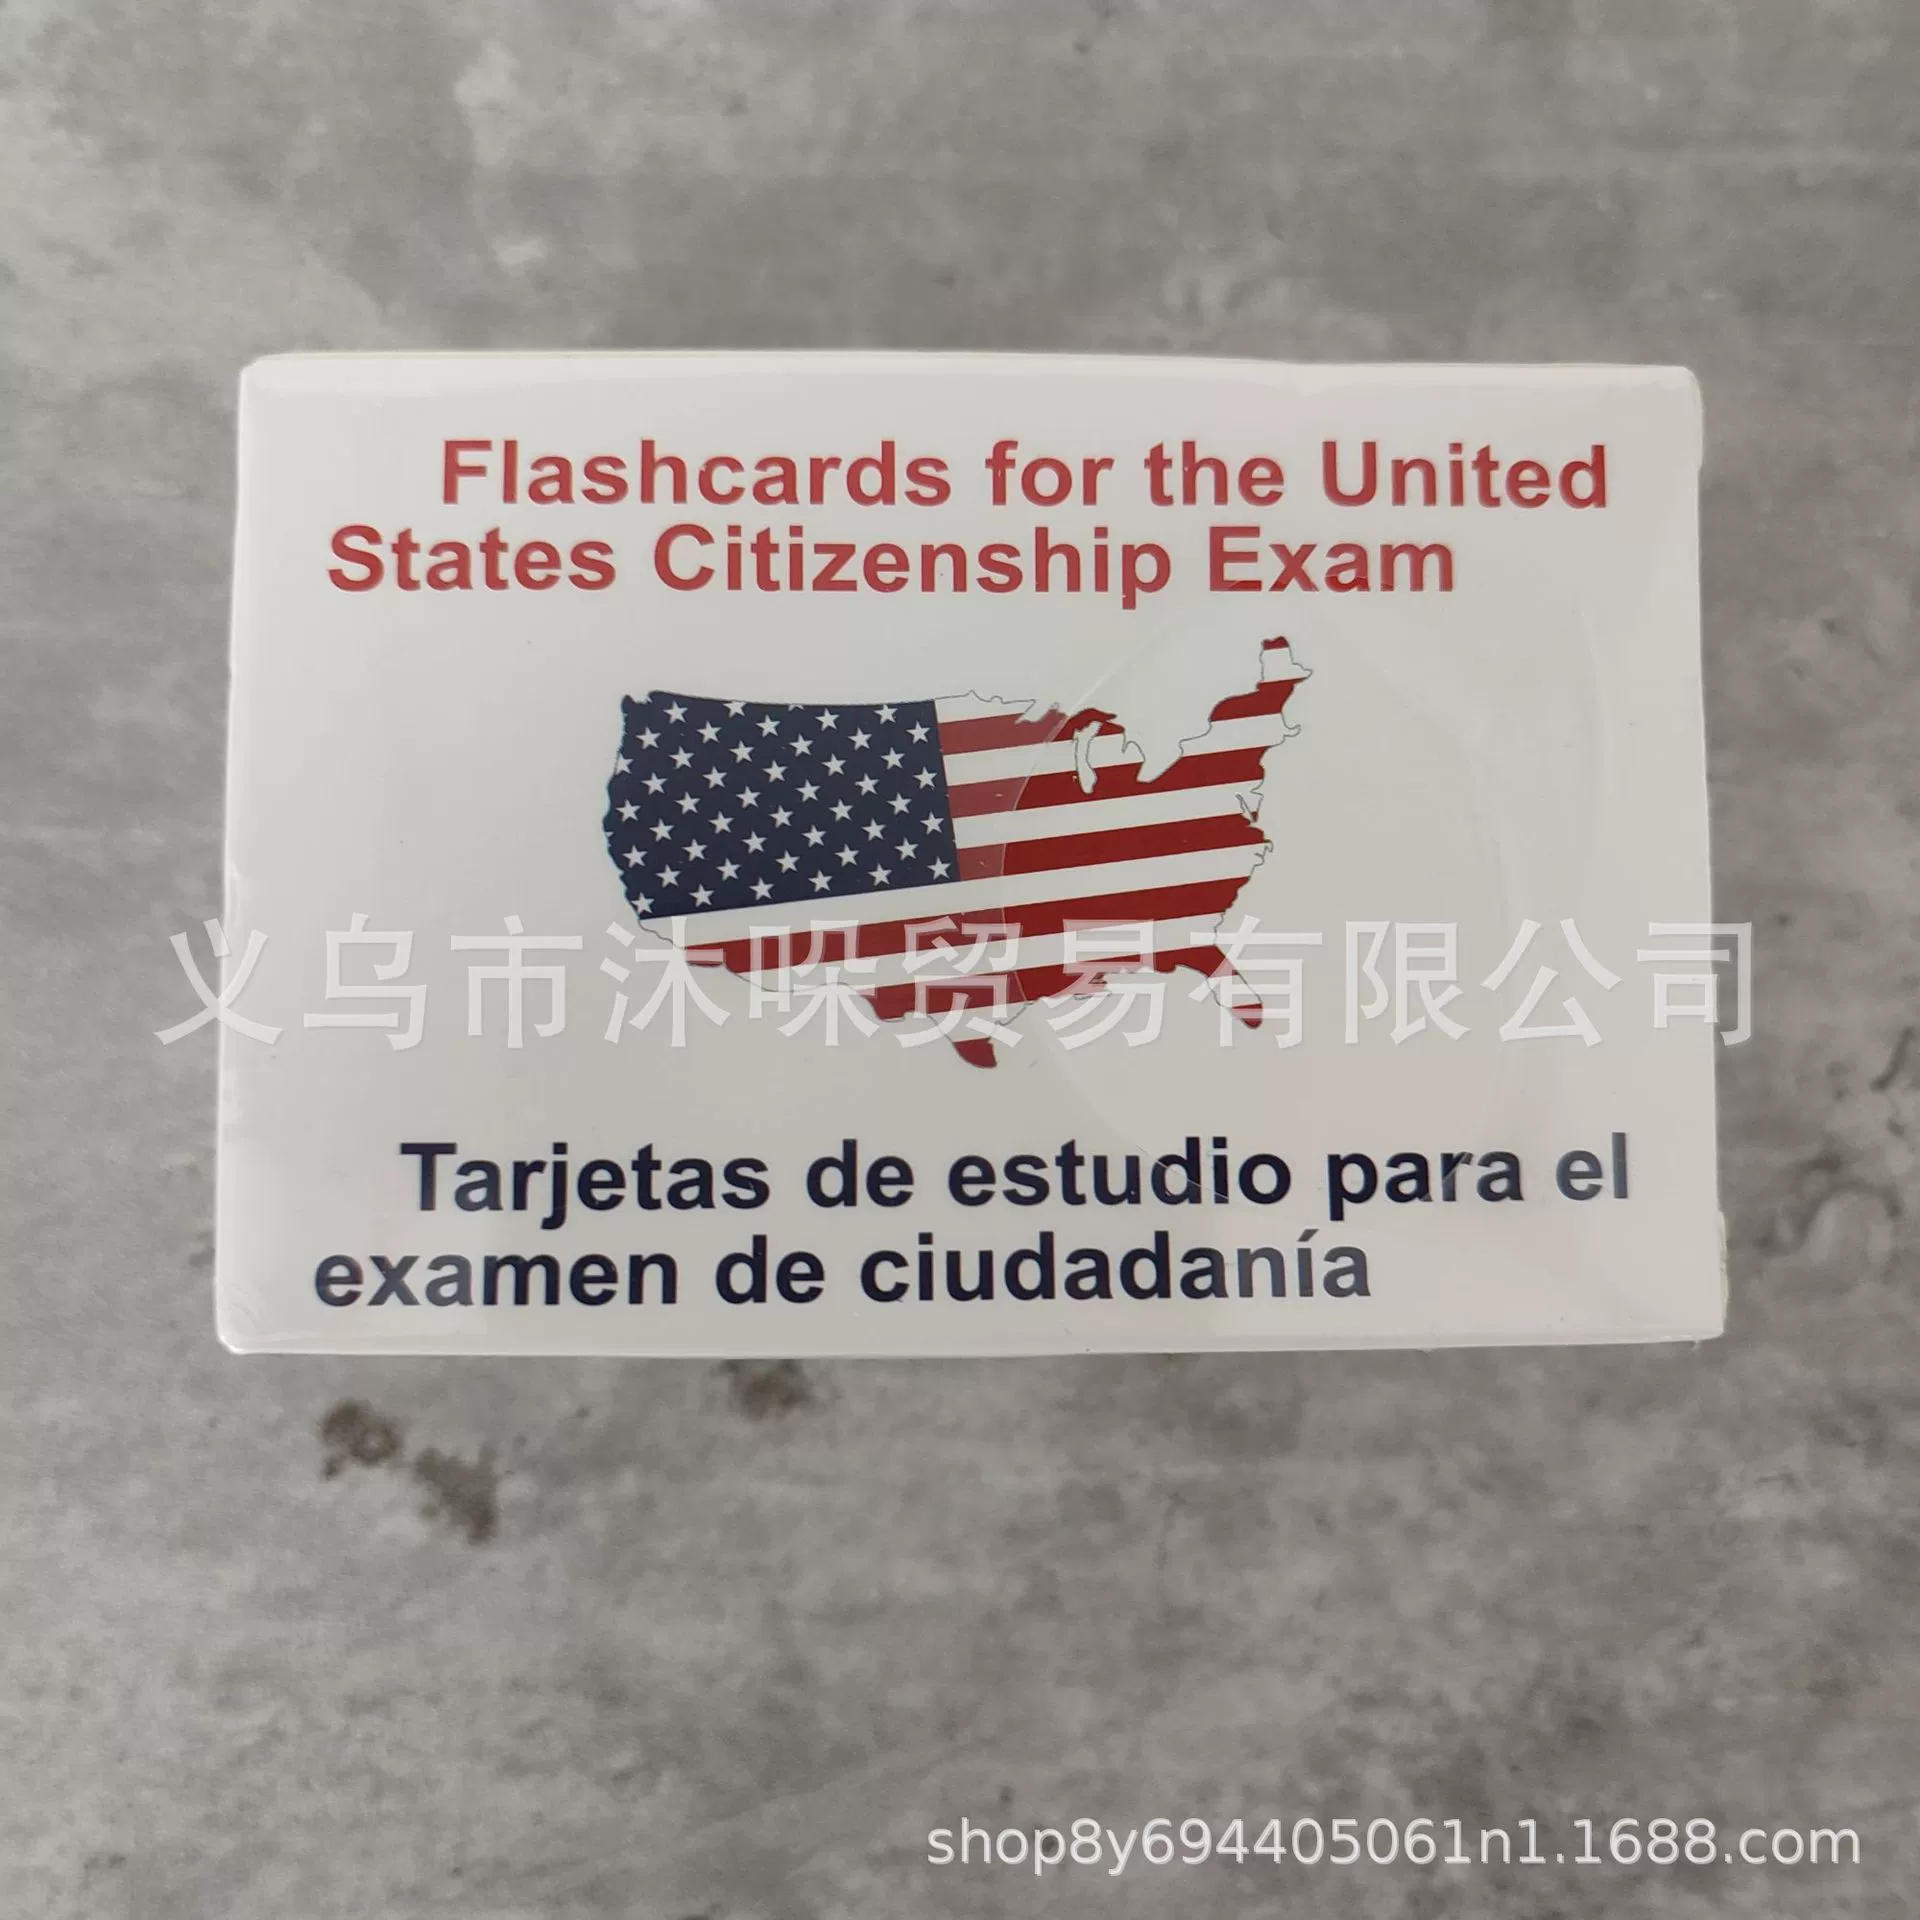 Flashcards for the United
States Citizenship Exam
义乌市沐哚贸易有限公司
Tarjetas de estudio para el
examen de ciudadanía
shop8y694405061n1.1688.com